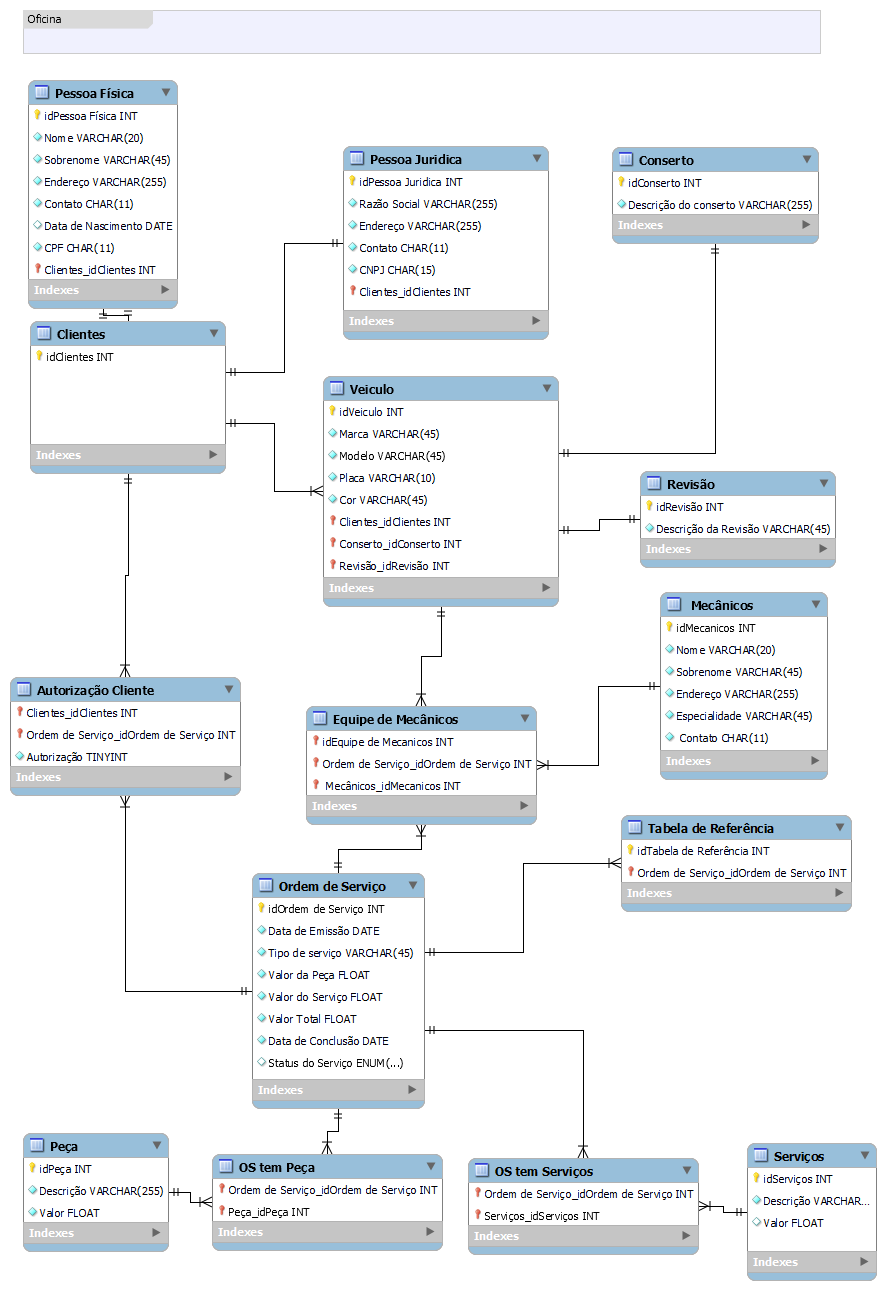 Oficina
Pessoa Física
idPessoa Física INT
Nome VARCHAR(20)
Sobrenome VARCHAR(45)
Endereço VARCHAR(255)
Contato CHAR(11)
Data de Nascimento DATE
CPF CHAR(11)
Clientes_idClientes INT
Indexes
Pessoa Juridica
idPessoa Juridica INT
Razão Social VARCHAR(255)
Endereço VARCHAR(255)
Contato CHAR(11)
CNPJ CHAR(15)
Clientes_idClientes INT
Indexes
Conserto
idConserto INT
Descrição do conserto VARCHAR(255)
Indexes
Clientes
idClientes INT
Indexes
Veiculo
idVeiculo INT
Marca VARCHAR(45)
Modelo VARCHAR(45)
Placa VARCHAR(10)
Cor VARCHAR(45)
Clientes_idClientes INT
Conserto_idConserto INT
Revisão_idRevisão INT
Indexes
Revisão
idRevisão INT
Descrição da Revisão VARCHAR(45)
Indexes
Mecânicos
idMecanicos INT
Nome VARCHAR(20)
Sobrenome VARCHAR(45)
Endereço VARCHAR(255)
Especialidade VARCHAR(45)
Contato CHAR(11)
Indexes
Autorização Cliente
Clientes_idClientes INT
Ordem de Serviço_idOrdem de Serviço INT
Autorização TINYINT
Indexes
Equipe de Mecânicos
idEquipe de Mecanicos INT
Ordem de Serviço_idOrdem de Serviço INT
Mecânicos_idMecanicos INT
Indexes
Tabela de Referência
idTabela de Referência INT
Ordem de Serviço_idOrdem de Serviço INT
Indexes
Ordem de Serviço
idOrdem de Serviço INT
Data de Emissão DATE
Tipo de serviço VARCHAR(45)
Valor da Peça FLOAT
Valor do Serviço FLOAT
Valor Total FLOAT
Data de Conclusão DATE
Status do Serviço ENUM(...)
Indexes
Peça
idPeça INT
Descrição VARCHAR(255)
Valor FLOAT
Indexes
OS tem Peça
Ordem de Serviço_idOrdem de Serviço INT
Peça_idPeça INT
Indexes
OS tem Serviços
Ordem de Serviço_idOrdem de Serviço INT
Serviços_idServiços INT
Indexes
Serviços
idServiços INT
Descrição VARCHAR...
Valor FLOAT
Indexes